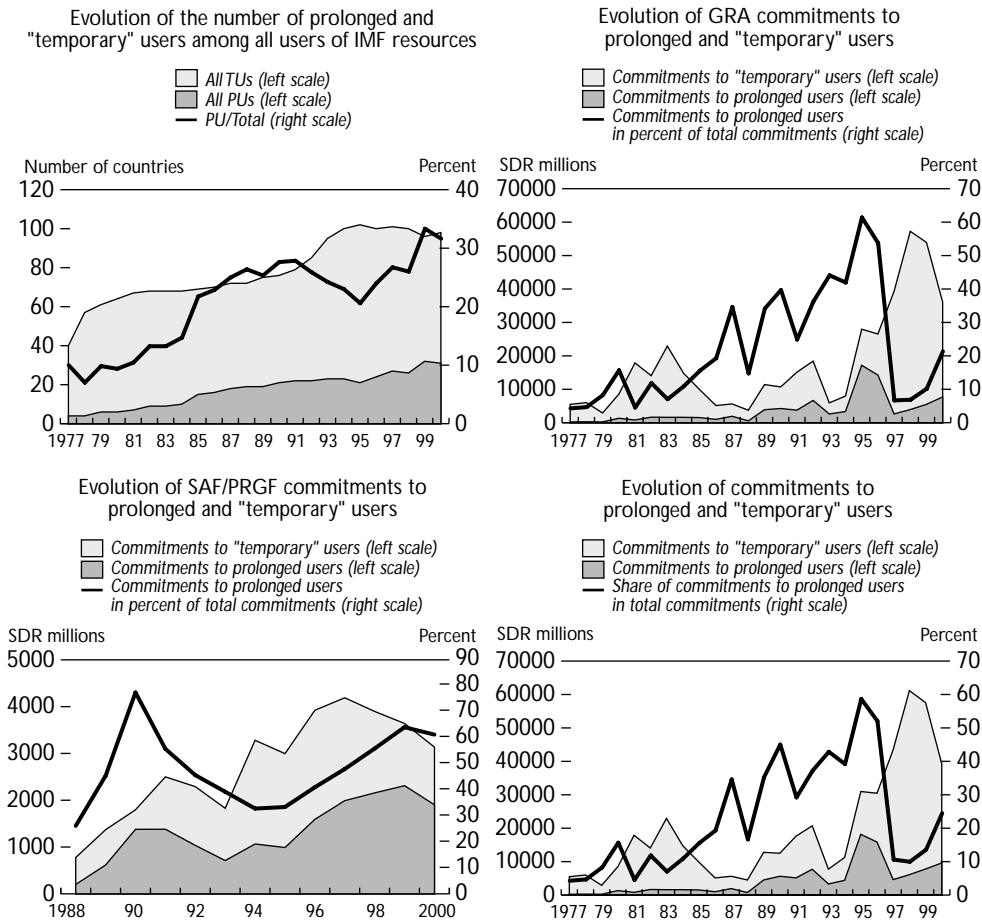 Evolution of the number of prolonged and
"temporary" users among all users of IMF resources
All TUs (left scale)
All PUs (left scale)
PU/Total (right scale)
Number of countries
Percent
120
100
80
60
40
20
0
40
30
20
10
0
1977 79 81 83 85 87 89 91 93 95 97 99
Evolution of GRA commitments to
prolonged and "temporary" users
Commitments to "temporary" users (left scale)
Commitments to prolonged users (left scale)
Commitments to prolonged users
in percent of total commitments (right scale)
SDR millions
Percent
70000
60000
50000
40000
30000
20000
10000
0
70
60
50
40
30
20
10
0
1977 79 81 83 85 87 89 91 93 95 97 99
Evolution of SAF/PRGF commitments to
prolonged and "temporary" users
Commitments to "temporary" users (left scale)
Commitments to prolonged users (left scale)
Commitments to prolonged users
in percent of total commitments (right scale)
SDR millions
Percent
5000
4000
3000
2000
1000
0
90
80
70
60
50
40
30
20
10
0
1988 90 92 94 96 98 2000
Evolution of commitments to
prolonged and "temporary" users
Commitments to "temporary" users (left scale)
Commitments to prolonged users (left scale)
Share of commitments to prolonged users
in total commitments (right scale)
SDR millions
Percent
70000
60000
50000
40000
30000
20000
10000
0
70
60
50
40
30
20
10
0
1977 79 81 83 85 87 89 91 93 95 97 99